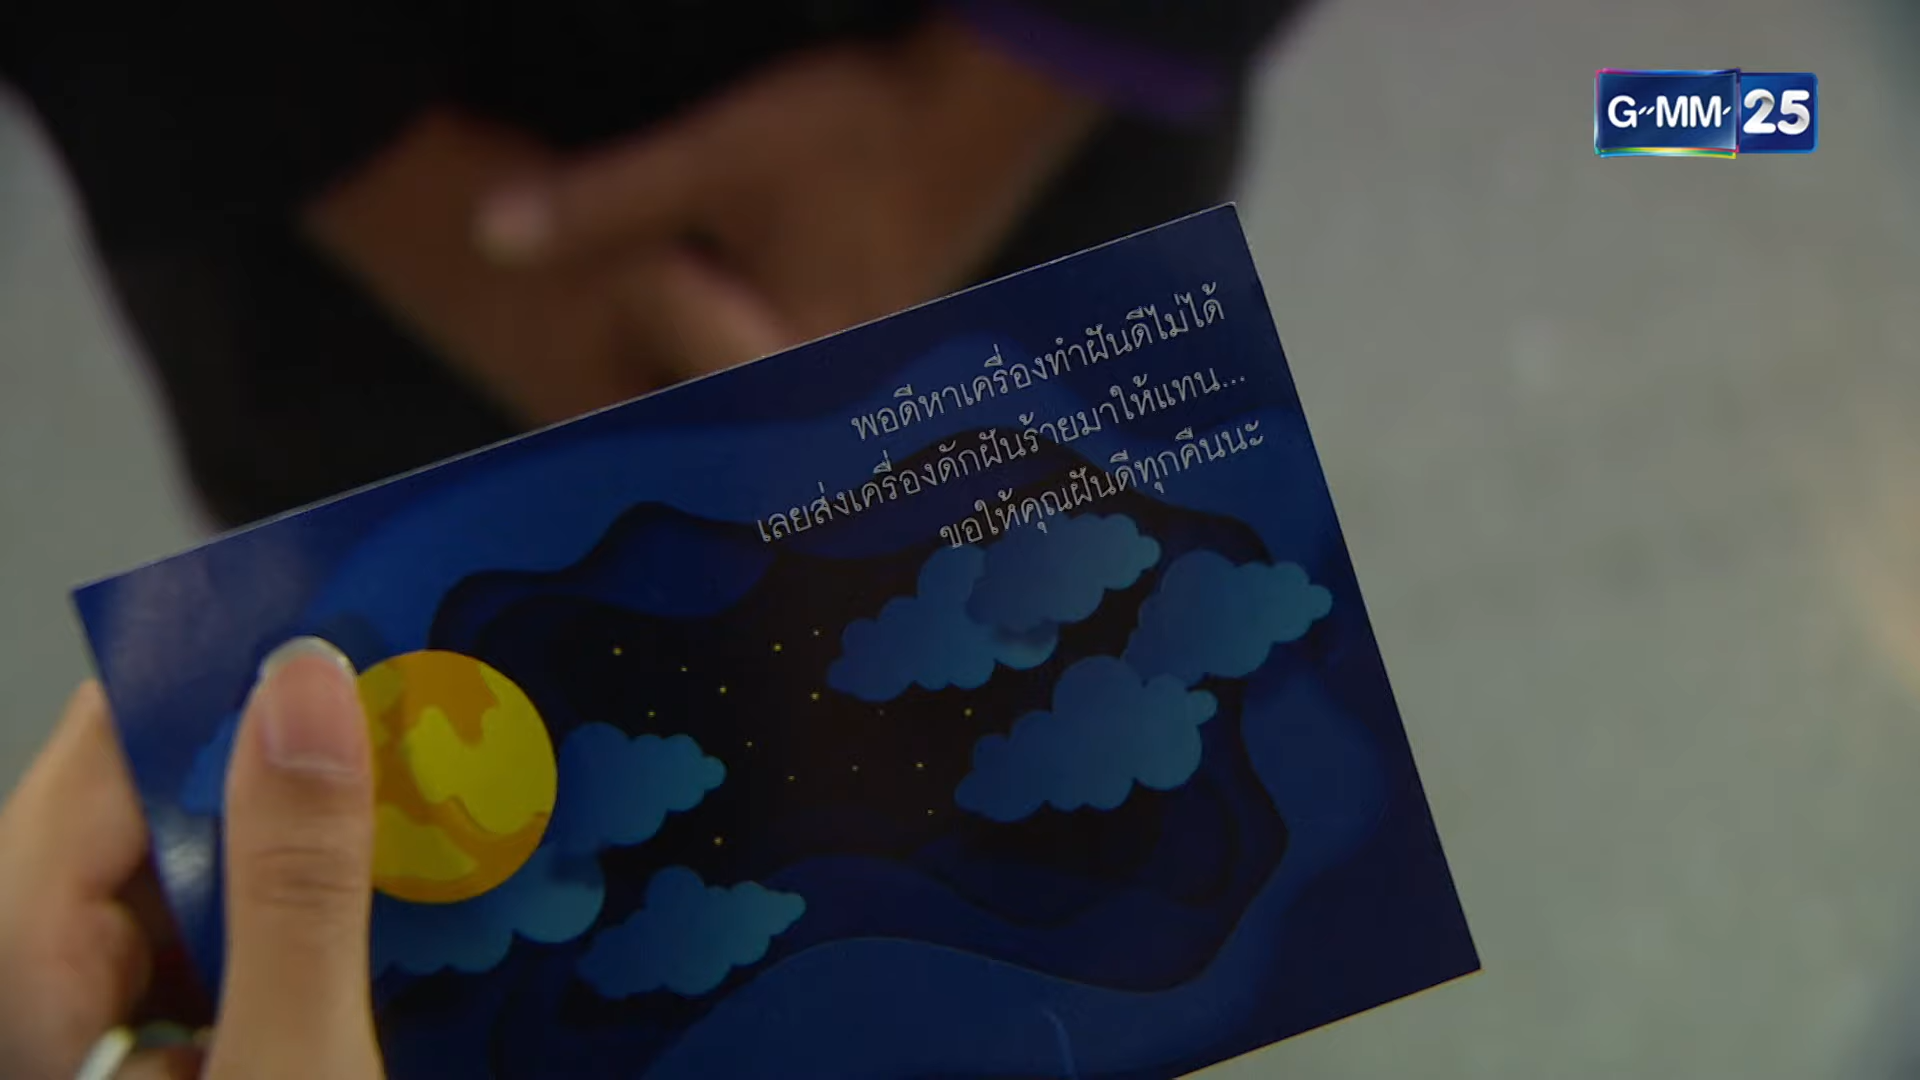 GMM 25
พอดีหาเครื่องทำฝันดีไม่ได้
เลยส่งเครื่องดักฝันร้ายมาให้แทน...
ขอให้คุณฝันดีทุกคืนนะ